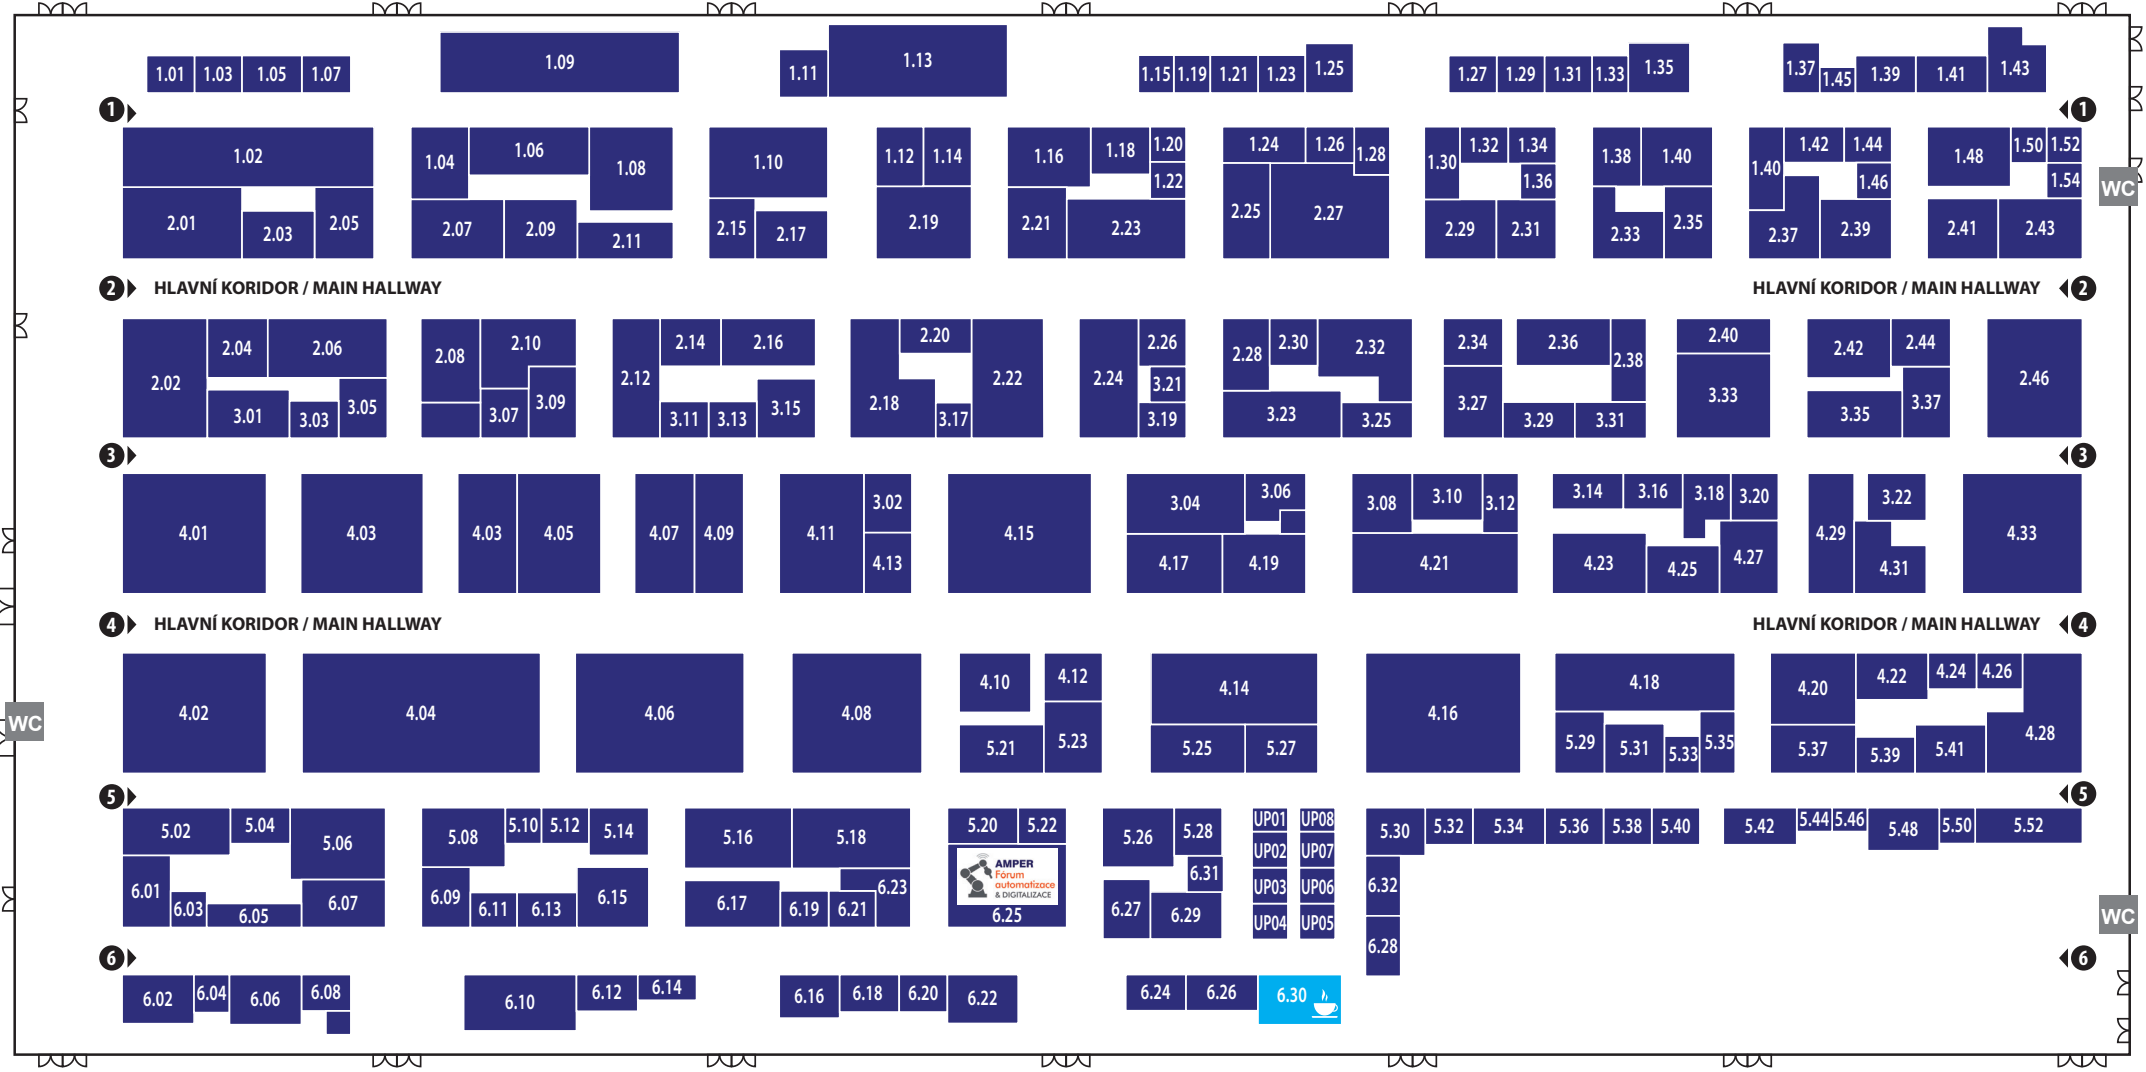 1.01 1.03 1.05 1.07 1.09 1.11 1.13 1.15 1.19 1.21 1.23 1.25 1.27 1.29 1.31 1.33 1.35 1.37 1.45 1.39 1.41 1.43
1 1
1.02 1.04 1.06 1.08 1.10 1.12 1.14 1.16 1.18 1.20 1.24 1.26 1.28 1.30 1.32 1.34 1.38 1.40 1.40 1.42 1.44 1.48 1.50 1.52
1.22 1.36 1.46 1.54
WC
2.01 2.03 2.05 2.07 2.09 2.11 2.15 2.17 2.19 2.21 2.23 2.25 2.27 2.29 2.31 2.33 2.35 2.37 2.39 2.41 2.43
2 HLAVNÍ KORIDOR / MAIN HALLWAY HLAVNÍ KORIDOR / MAIN HALLWAY 2
2.02 2.04 2.06 2.08 2.10 2.12 2.14 2.16 2.18 2.20 2.22 2.24 2.26 2.28 2.30 2.32 2.34 2.36 2.38 2.40 2.42 2.44 2.46
3.01 3.03 3.05 3.07 3.09 3.11 3.13 3.15 3.17 3.21 3.19 3.23 3.25 3.27 3.29 3.31 3.33 3.35 3.37
3 3
3.02 3.04 3.06 3.08 3.10 3.12 3.14 3.16 3.18 3.20 3.22
4.01 4.03 4.03 4.05 4.07 4.09 4.11 4.13 4.15 4.17 4.19 4.21 4.23 4.25 4.27 4.29 4.31 4.33
4 HLAVNÍ KORIDOR / MAIN HALLWAY HLAVNÍ KORIDOR / MAIN HALLWAY 4
4.02 4.04 4.06 4.08 4.10 4.12 4.14 4.16 4.18 4.20 4.22 4.24 4.26 4.28
WC
5.21 5.23 5.25 5.27 5.29 5.31 5.33 5.35 5.37 5.39 5.41
5 5
5.02 5.04 5.06 5.08 5.10 5.12 5.14 5.16 5.18 5.20 5.22 5.26 5.28 UP01 UP08 5.30 5.32 5.34 5.36 5.38 5.40 5.42 5.44 5.46 5.48 5.50 5.52
UP02 UP07
AMPER
Fórum
automatizace
& DIGITALIZACE
6.01 6.03 6.05 6.07 6.09 6.11 6.13 6.15 6.17 6.19 6.21 6.23 6.25 6.27 6.29 6.31 UP03 UP06 6.32
UP04 UP05 6.28
WC
6 6
6.02 6.04 6.06 6.08 6.10 6.12 6.14 6.16 6.18 6.20 6.22 6.24 6.26 6.30